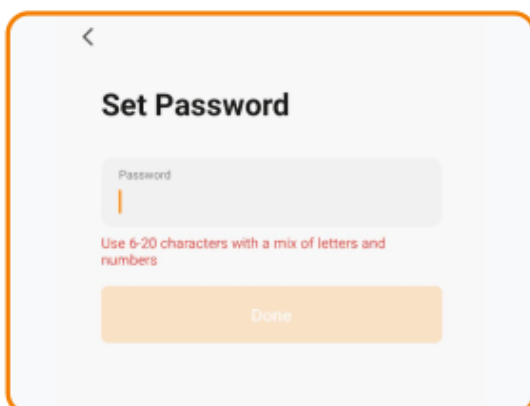 Set Password
Password
Use 6-20 characters with a mix of letters and
numbers
Done